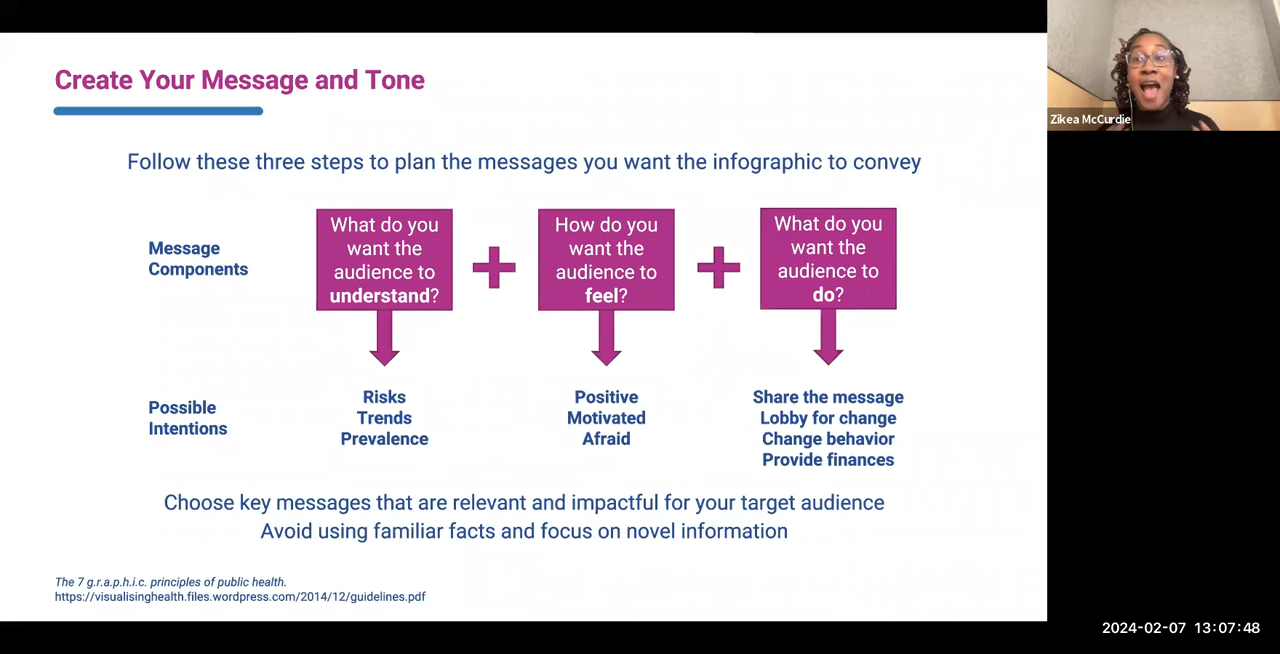 Create Your Message and Tone
Zikea McCurdie
Follow these three steps to plan the messages you want the infographic to convey
Message
Components
What do you
want the
audience to
understand?
How do you
want the
audience to
feel?
What do you
want the
audience to
do?
Possible
Intentions
Risks
Trends
Prevalence
Positive
Motivated
Afraid
Share the message
Lobby for change
Change behavior
Provide finances
Choose key messages that are relevant and impactful for your target audience
Avoid using familiar facts and focus on novel information
The 7 g.r.a.p.h.i.c. principles of public health.
https://visualisinghealth.files.wordpress.com/2014/12/guidelines.pdf
2024-02-07 13:07:48